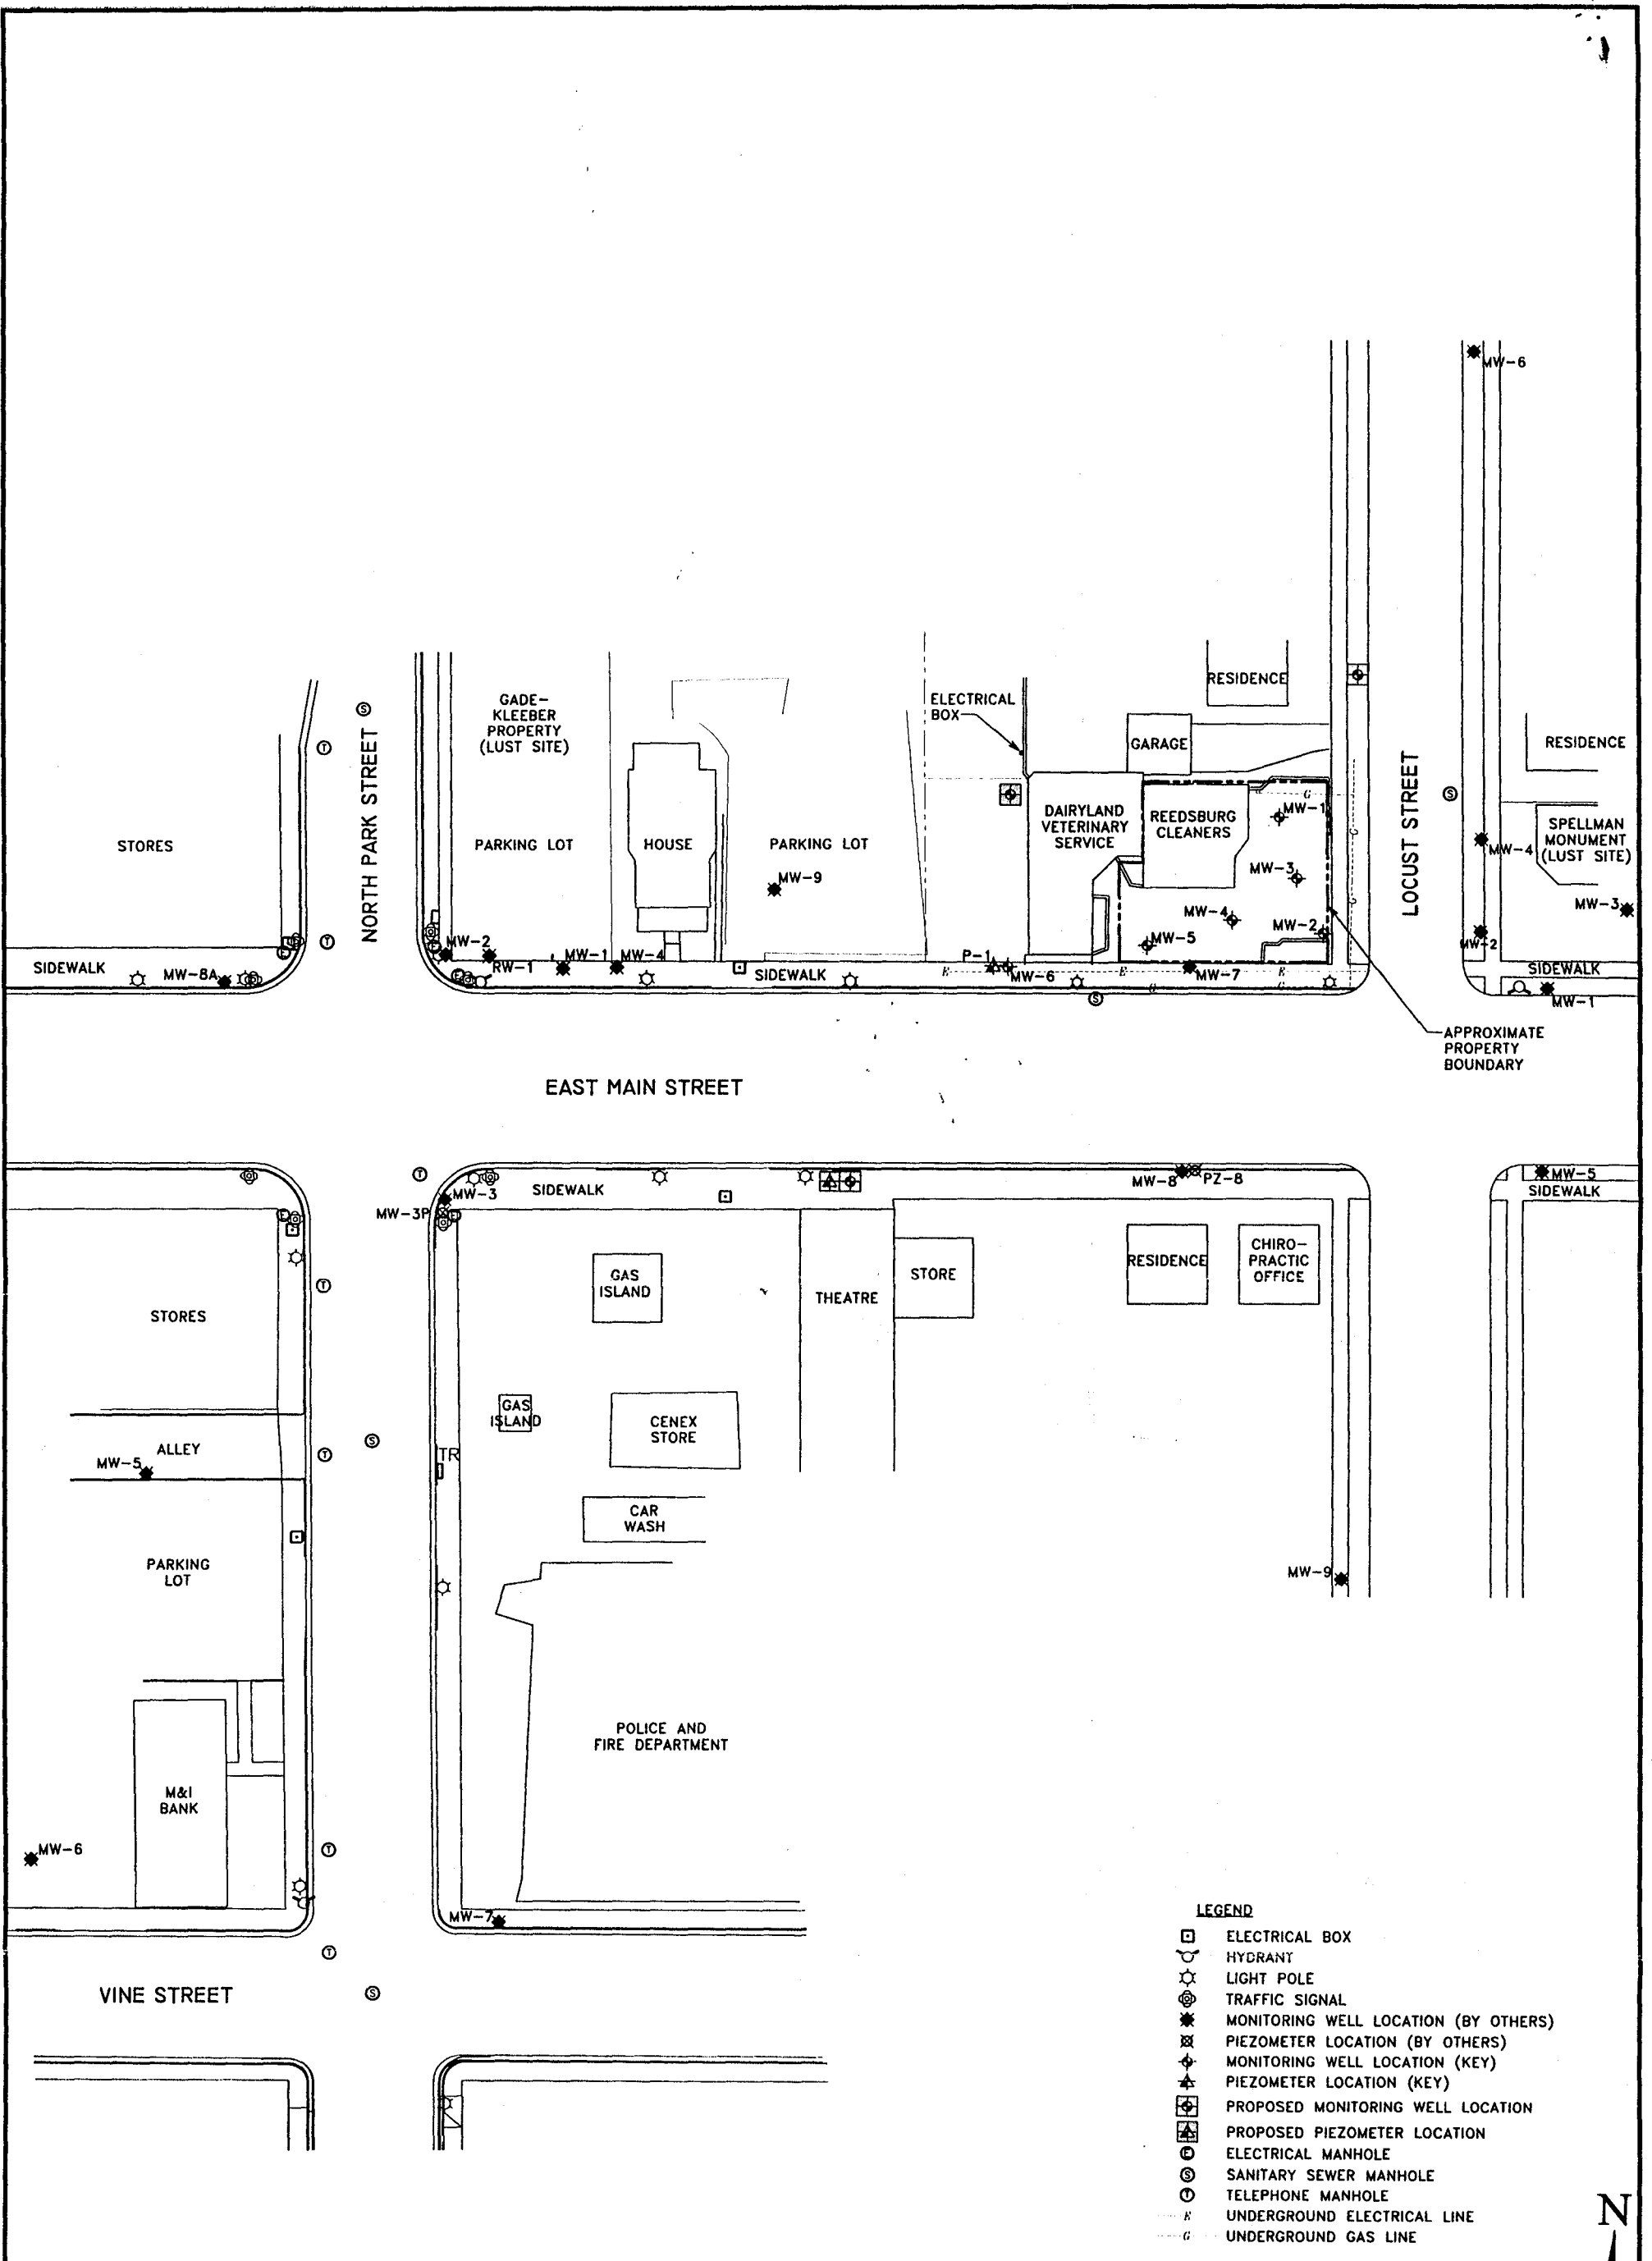 MW-6
RESIDENCE
ELECTRICAL
BOX
GADE-
KLEEBER
PROPERTY
(LUST SITE)
GARAGE
RESIDENCE
NORTH PARK STREET
S
T
LOCUST STREET
S
STORES
PARKING LOT
HOUSE
PARKING LOT
DAIRYLAND
VETERINARY
SERVICE
REEDSBURG
CLEANERS
G
MW-1
SPELLMAN
MONUMENT
(LUST SITE)
MW-4
MW-9
MW-3
G
G
MW-3
MW-4
MW-2
MW-5
MW-2
T
E
MW-2
RW-1
MW-1
MW-4
P-1
MW-6
MW-7
SIDEWALK
MW-8A
E
SIDEWALK
E
E
E
G
G
S
SIDEWALK
MW-1
APPROXIMATE
PROPERTY
BOUNDARY
EAST MAIN STREET
T
MW-3
SIDEWALK
MW-8
PZ-8
MW-5
SIDEWALK
MW-3P
E
E
GAS
ISLAND
THEATRE
STORE
RESIDENCE
CHIRO-
PRACTIC
OFFICE
T
STORES
GAS
ISLAND
CENEX
STORE
ALLEY
MW-5
T
S
TR
CAR
WASH
PARKING
LOT
MW-9
POLICE AND
FIRE DEPARTMENT
M&I
BANK
MW-6
T
MW-7
T
VINE STREET
S
LEGEND
ELECTRICAL BOX
HYDRANT
LIGHT POLE
TRAFFIC SIGNAL
MONITORING WELL LOCATION (BY OTHERS)
PIEZOMETER LOCATION (BY OTHERS)
MONITORING WELL LOCATION (KEY)
PIEZOMETER LOCATION (KEY)
PROPOSED MONITORING WELL LOCATION
PROPOSED PIEZOMETER LOCATION
E ELECTRICAL MANHOLE
S SANITARY SEWER MANHOLE
T TELEPHONE MANHOLE
E UNDERGROUND ELECTRICAL LINE
G UNDERGROUND GAS LINE
N